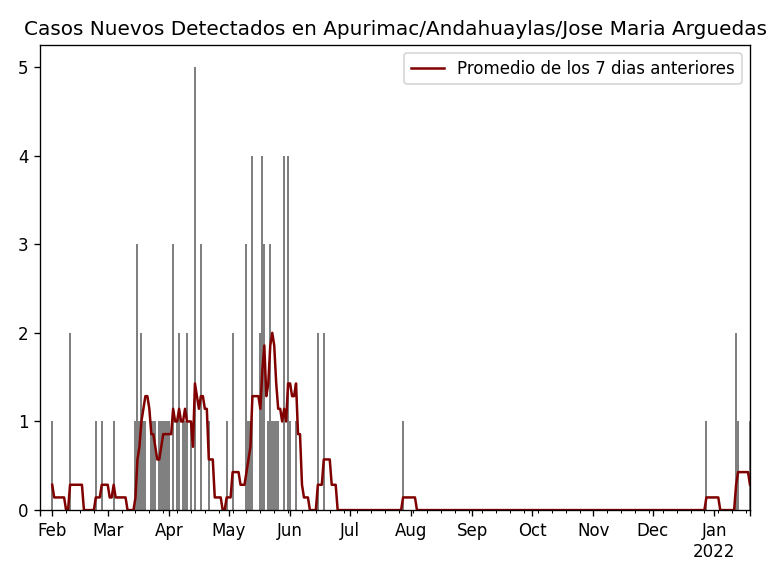 Casos Nuevos Detectados en Apurimac/Andahuaylas/Jose Maria Arguedas
Promedio de los 7 dias anteriores
5
4
3
2
1
0
Feb Mar Apr May Jun Jul Aug Sep Oct Nov Dec Jan
2022